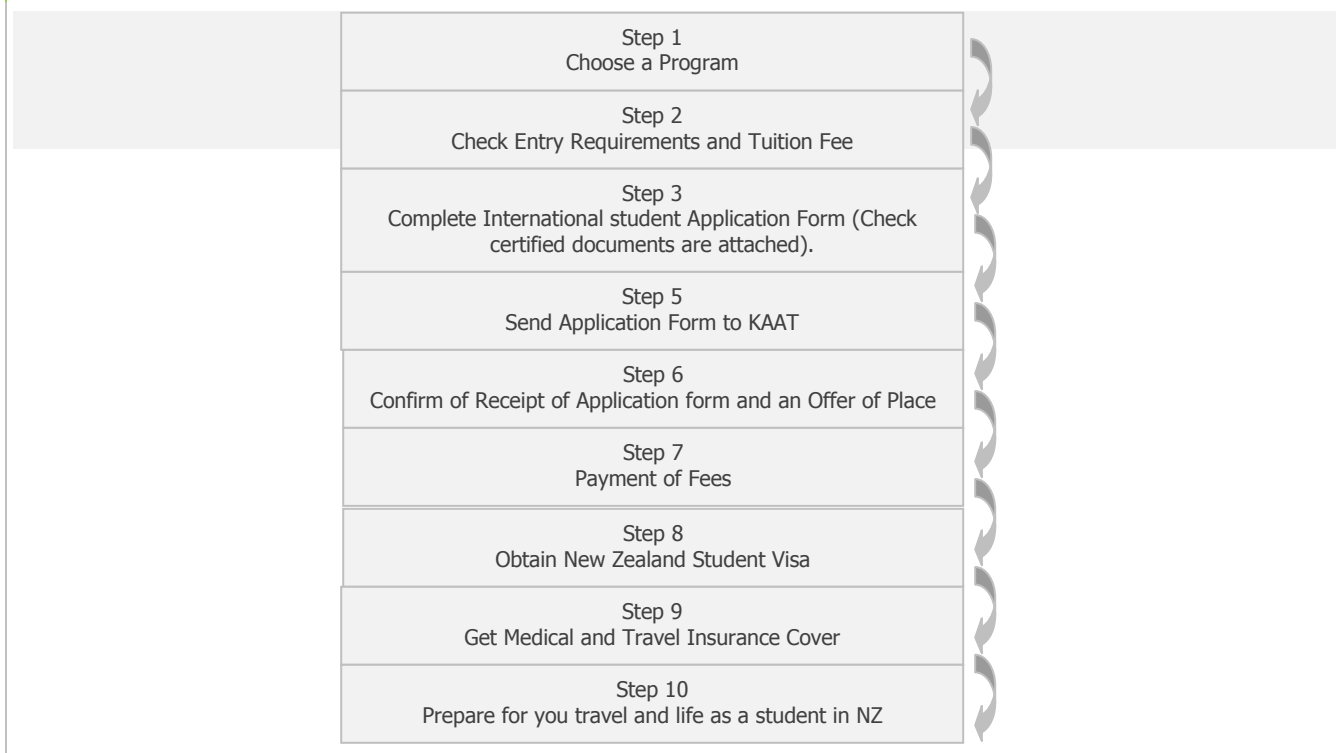 Step 1
Choose a Program
Step 2
Check Entry Requirements and Tuition Fee
Step 3
Complete International student Application Form (Check
certified documents are attached).
Step 5
Send Application Form to KAAT
Step 6
Confirm of Receipt of Application form and an Offer of Place
Step 7
Payment of Fees
Step 8
Obtain New Zealand Student Visa
Step 9
Get Medical and Travel Insurance Cover
Step 10
Prepare for you travel and life as a student in NZ